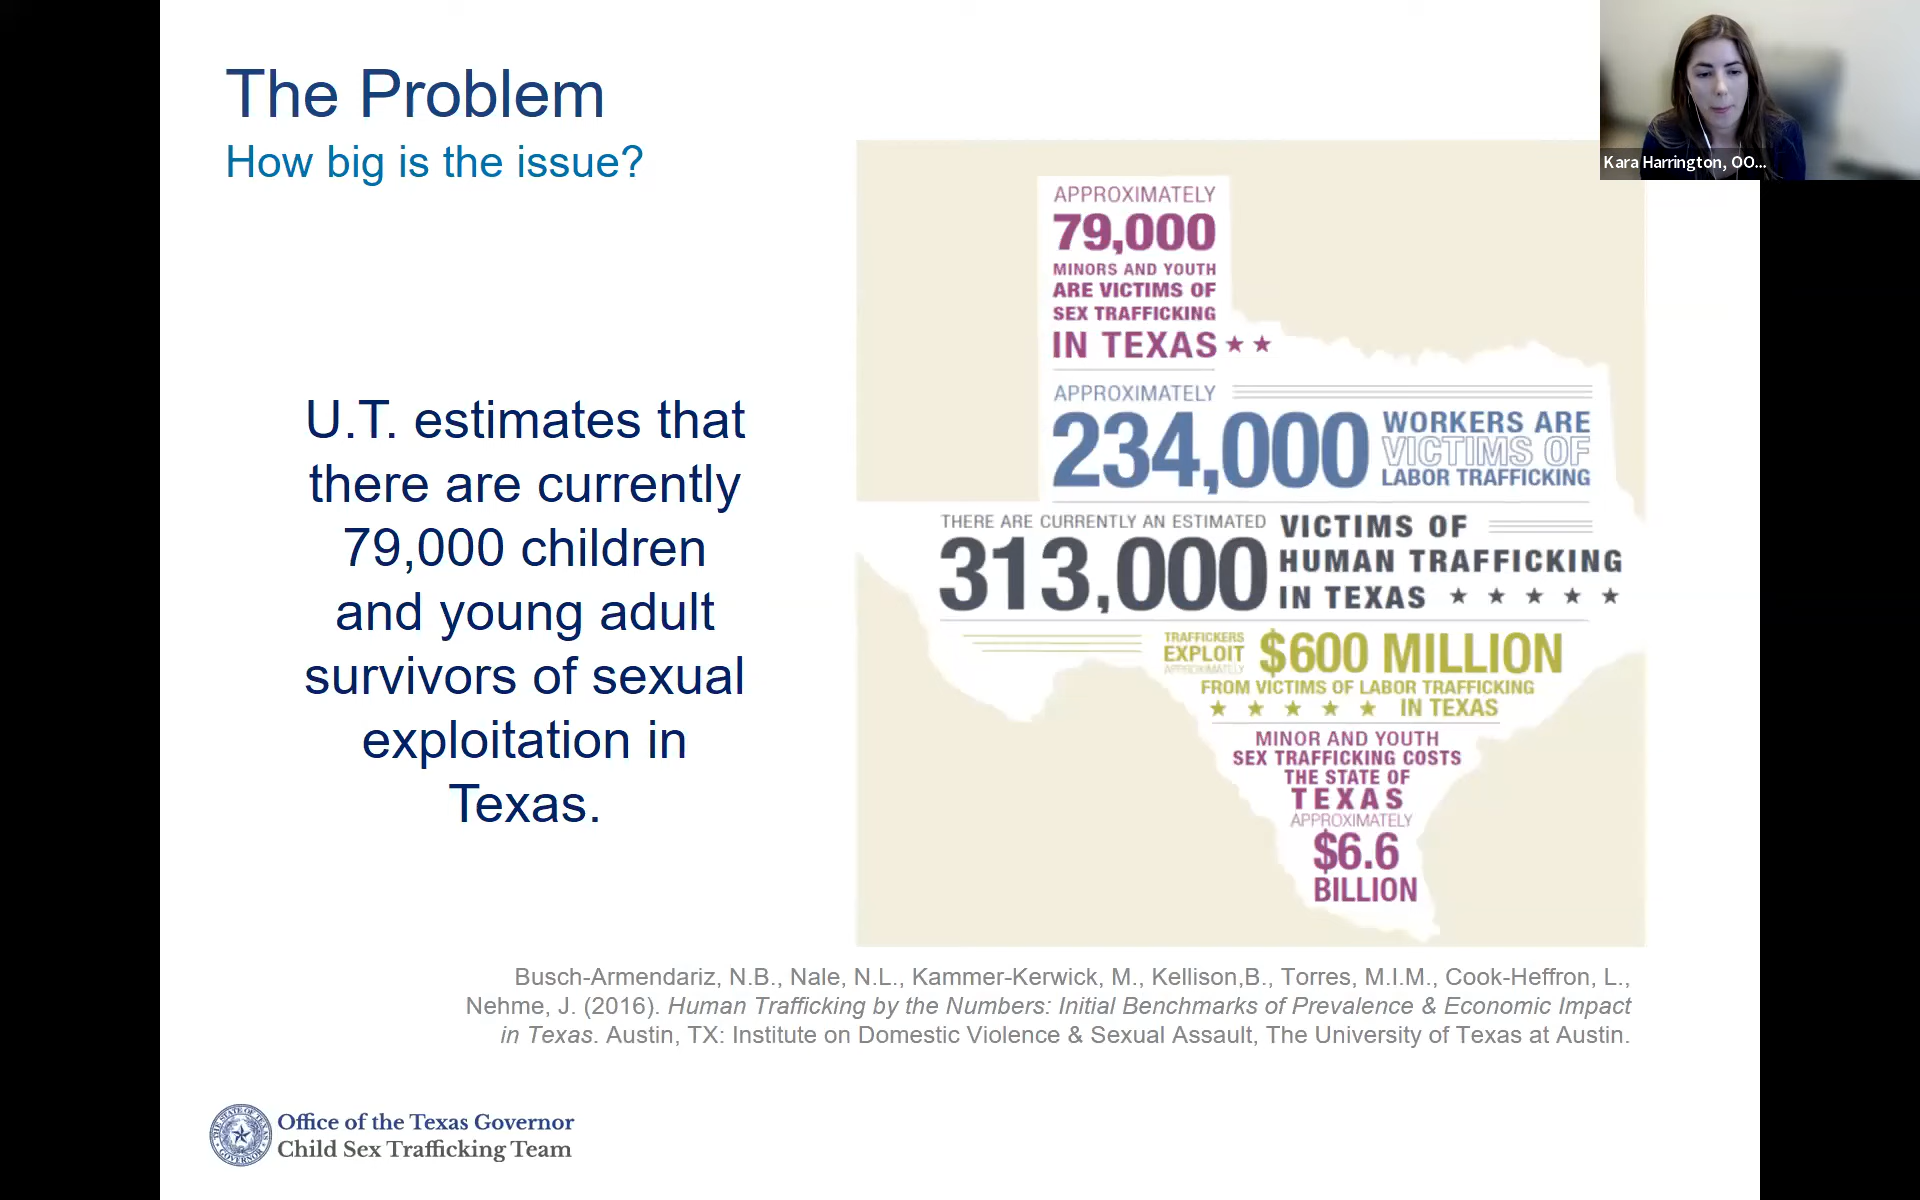 The Problem
How big is the issue?
Kara Harrington, OO...
U.T. estimates that
there are currently
79,000 children
and young adult
survivors of sexual
exploitation in
Texas.
APPROXIMATELY
79,000
MINORS AND YOUTH
ARE VICTIMS OF
SEX TRAFFICKING
IN TEXAS
APPROXIMATELY
234,000
WORKERS ARE
VICTIMS OF
LABOR TRAFFICKING
THERE ARE CURRENTLY AN ESTIMATED
313,000
VICTIMS OF
HUMAN TRAFFICKING
IN TEXAS
TRAFFICKERS
EXPLOIT
APPROXIMATELY
$600 MILLION
FROM VICTIMS OF LABOR TRAFFICKING
IN TEXAS
MINOR AND YOUTH
SEX TRAFFICKING COSTS
THE STATE OF
TEXAS
APPROXIMATELY
$6.6
BILLION
Busch-Armendariz, N.B., Nale, N.L., Kammer-Kerwick, M., Kellison,B., Torres, M.I.M., Cook-Heffron, L.,
Nehme, J. (2016). Human Trafficking by the Numbers: Initial Benchmarks of Prevalence & Economic Impact
in Texas. Austin, TX: Institute on Domestic Violence & Sexual Assault, The University of Texas at Austin.
Office of the Texas Governor
Child Sex Trafficking Team